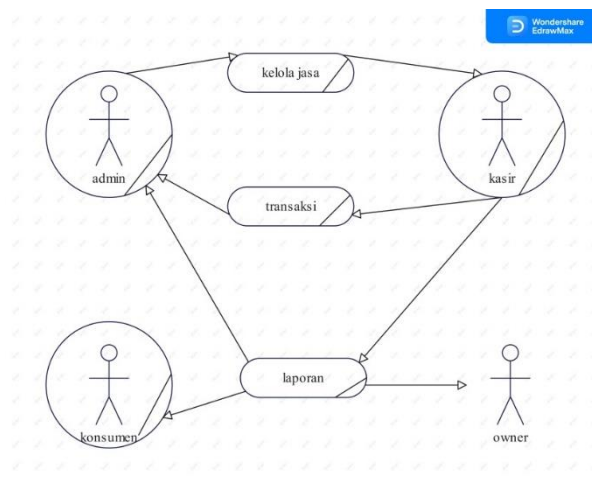 Wondershare
EdrawMax
kelola jasa
admin
kasir
transaksi
laporan
konsumen
owner